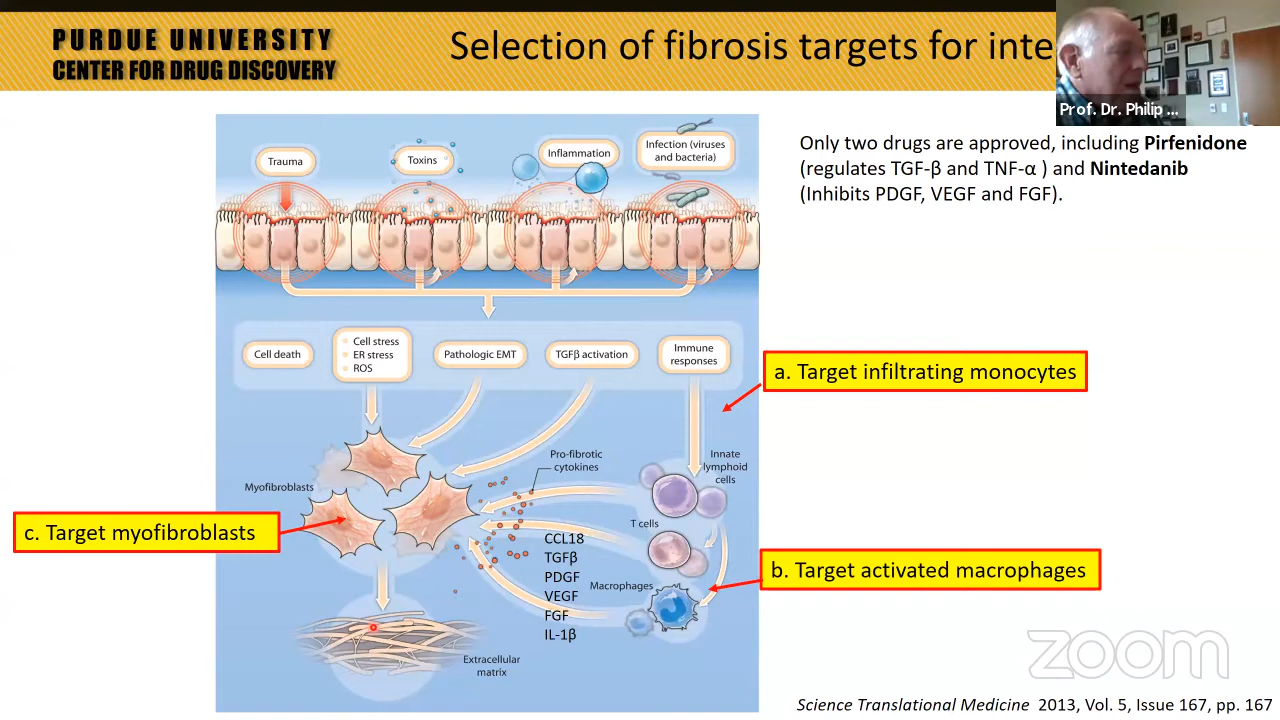 PURDUE UNIVERSITY
CENTER FOR DRUG DISCOVERY
Selection of fibrosis targets for inte
Prof. Dr. Philip ...
Only two drugs are approved, including Pirfenidone
(regulates TGF-β and TNF-α ) and Nintedanib
(Inhibits PDGF, VEGF and FGF).
Trauma
Toxins
Inflammation
Infection (viruses
and bacteria)
Cell death
Cell stress
ER stress
ROS
Pathologic EMT
TGFβ activation
Immune
responses
a. Target infiltrating monocytes
Pro-fibrotic
cytokines
Innate
lymphoid
cells
Myofibroblasts
c. Target myofibroblasts
T cells
CCL18
TGFβ
PDGF
VEGF
FGF
IL-1β
Macrophages
b. Target activated macrophages
Extracellular
matrix
zoom
Science Translational Medicine 2013, Vol. 5, Issue 167, pp. 167